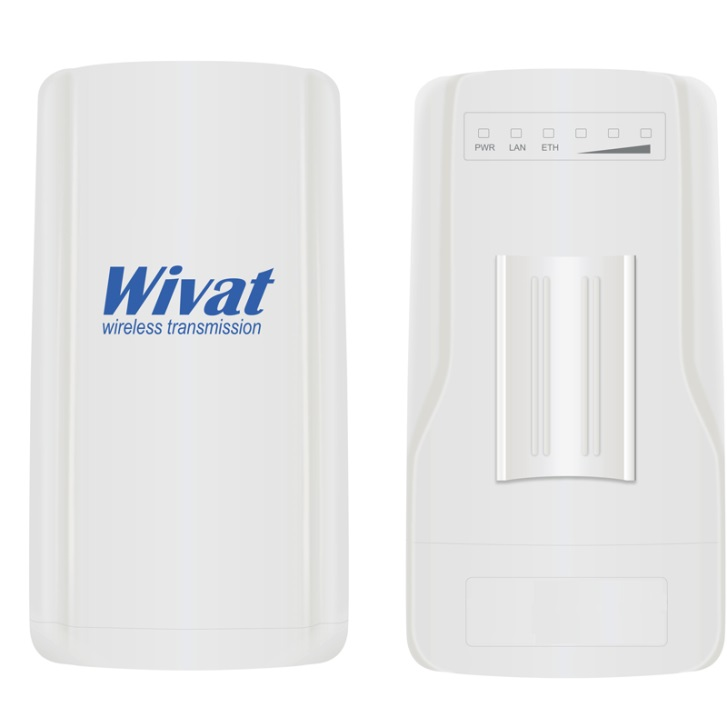 Wivat
wireless transmission
PWR LAN ETH